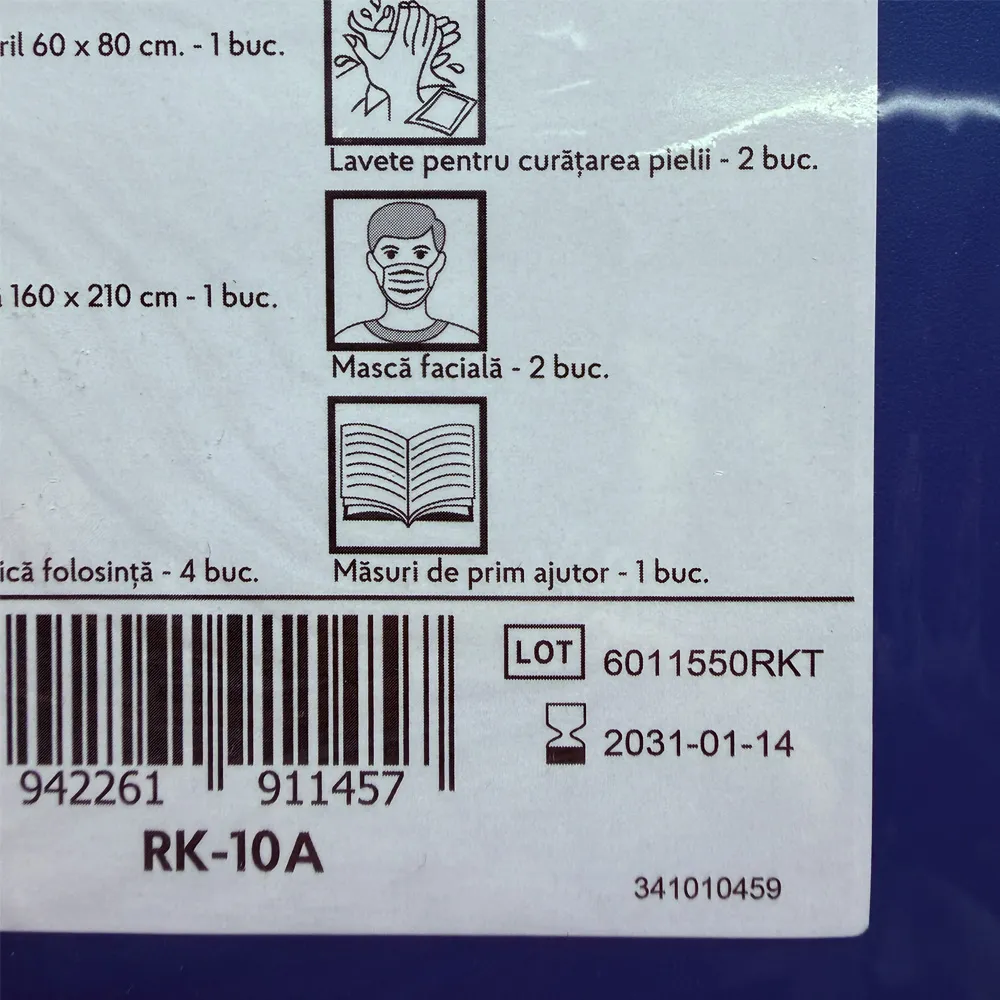 ril 60 x 80 cm. - 1 buc.
Lavete pentru curățarea pielii - 2 buc.
160 x 210 cm - 1 buc.
Mască facială - 2 buc.
ică folosință - 4 buc.
Măsuri de prim ajutor - 1 buc.
LOT 6011550RKT
2031-01-14
942261 911457
RK-10A
341010459